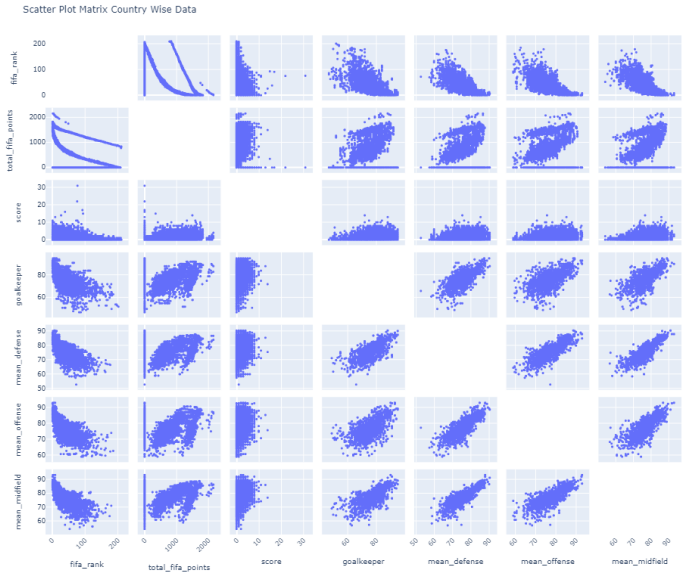 Scatter Plot Matrix Country Wise Data
fifa_rank
200
100
0
total_fifa_points
2000
1000
0
score
30
20
10
0
goalkeeper
80
60
mean_defense
90
80
70
60
50
mean_offense
90
80
70
60
mean_midfield
90
80
70
60
0 100 200 0 1000 2000 0 10 20 30 60 80 50 60 70 80 90 60 70 80 90 60 70 80 90
fifa_rank total_fifa_points score goalkeeper mean_defense mean_offense mean_midfield